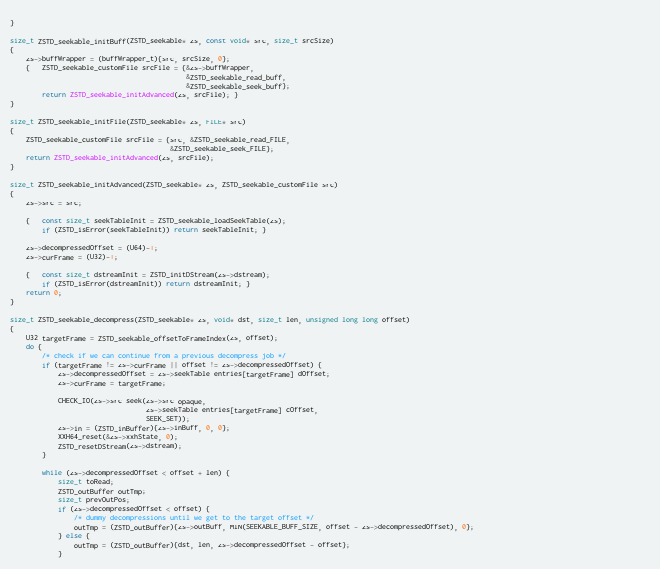 }
size_t ZSTD_seekable_initBuff(ZSTD_seekable* zs, const void* src, size_t srcSize)
{
    zs->buffWrapper = (buffWrapper_t){src, srcSize, 0};
    {   ZSTD_seekable_customFile srcFile = {&zs->buffWrapper,
                                            &ZSTD_seekable_read_buff,
                                            &ZSTD_seekable_seek_buff};
        return ZSTD_seekable_initAdvanced(zs, srcFile); }
}
size_t ZSTD_seekable_initFile(ZSTD_seekable* zs, FILE* src)
{
    ZSTD_seekable_customFile srcFile = {src, &ZSTD_seekable_read_FILE,
                                        &ZSTD_seekable_seek_FILE};
    return ZSTD_seekable_initAdvanced(zs, srcFile);
}
size_t ZSTD_seekable_initAdvanced(ZSTD_seekable* zs, ZSTD_seekable_customFile src)
{
    zs->src = src;
    {   const size_t seekTableInit = ZSTD_seekable_loadSeekTable(zs);
        if (ZSTD_isError(seekTableInit)) return seekTableInit; }
    zs->decompressedOffset = (U64)-1;
    zs->curFrame = (U32)-1;
    {   const size_t dstreamInit = ZSTD_initDStream(zs->dstream);
        if (ZSTD_isError(dstreamInit)) return dstreamInit; }
    return 0;
}
size_t ZSTD_seekable_decompress(ZSTD_seekable* zs, void* dst, size_t len, unsigned long long offset)
{
    U32 targetFrame = ZSTD_seekable_offsetToFrameIndex(zs, offset);
    do {
        /* check if we can continue from a previous decompress job */
        if (targetFrame != zs->curFrame || offset != zs->decompressedOffset) {
            zs->decompressedOffset = zs->seekTable entries[targetFrame] dOffset;
            zs->curFrame = targetFrame;
            CHECK_IO(zs->src seek(zs->src opaque,
                                  zs->seekTable entries[targetFrame] cOffset,
                                  SEEK_SET));
            zs->in = (ZSTD_inBuffer){zs->inBuff, 0, 0};
            XXH64_reset(&zs->xxhState, 0);
            ZSTD_resetDStream(zs->dstream);
        }
        while (zs->decompressedOffset < offset + len) {
            size_t toRead;
            ZSTD_outBuffer outTmp;
            size_t prevOutPos;
            if (zs->decompressedOffset < offset) {
                /* dummy decompressions until we get to the target offset */
                outTmp = (ZSTD_outBuffer){zs->outBuff, MIN(SEEKABLE_BUFF_SIZE, offset - zs->decompressedOffset), 0};
            } else {
                outTmp = (ZSTD_outBuffer){dst, len, zs->decompressedOffset - offset};
            }